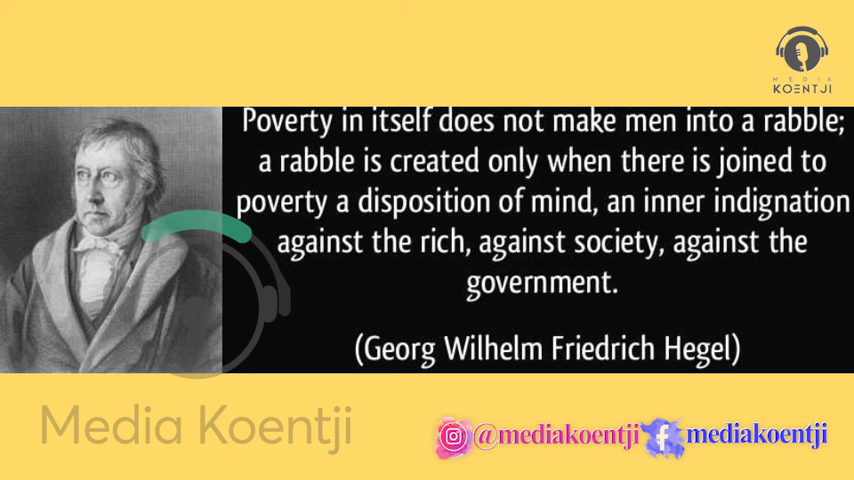 MEDIA
KOENTJI
Poverty in itself does not make men into a rabble;
a rabble is created only when there is joined to
poverty a disposition of mind, an inner indignation
against the rich, against society, against the
government.
(Georg Wilhelm Friedrich Hegel)
Media Koentji
@mediakoentji mediakoentji